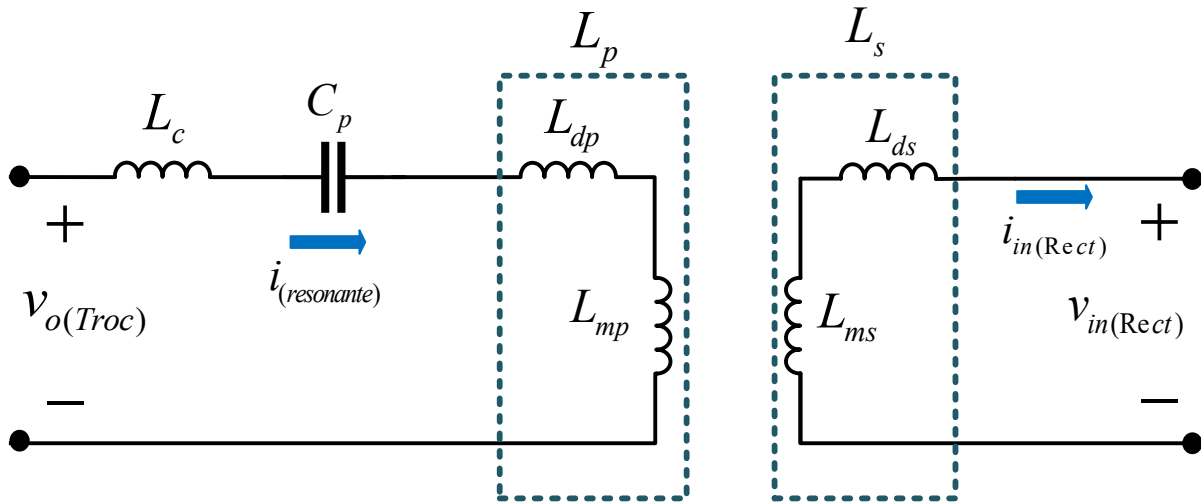 L_p
L_s
L_c
C_p
L_dp
L_ds
+
i_(resonante)
i_in(Rect)
+
v_o(Troc)
L_mp
L_ms
v_in(Rect)
−
−